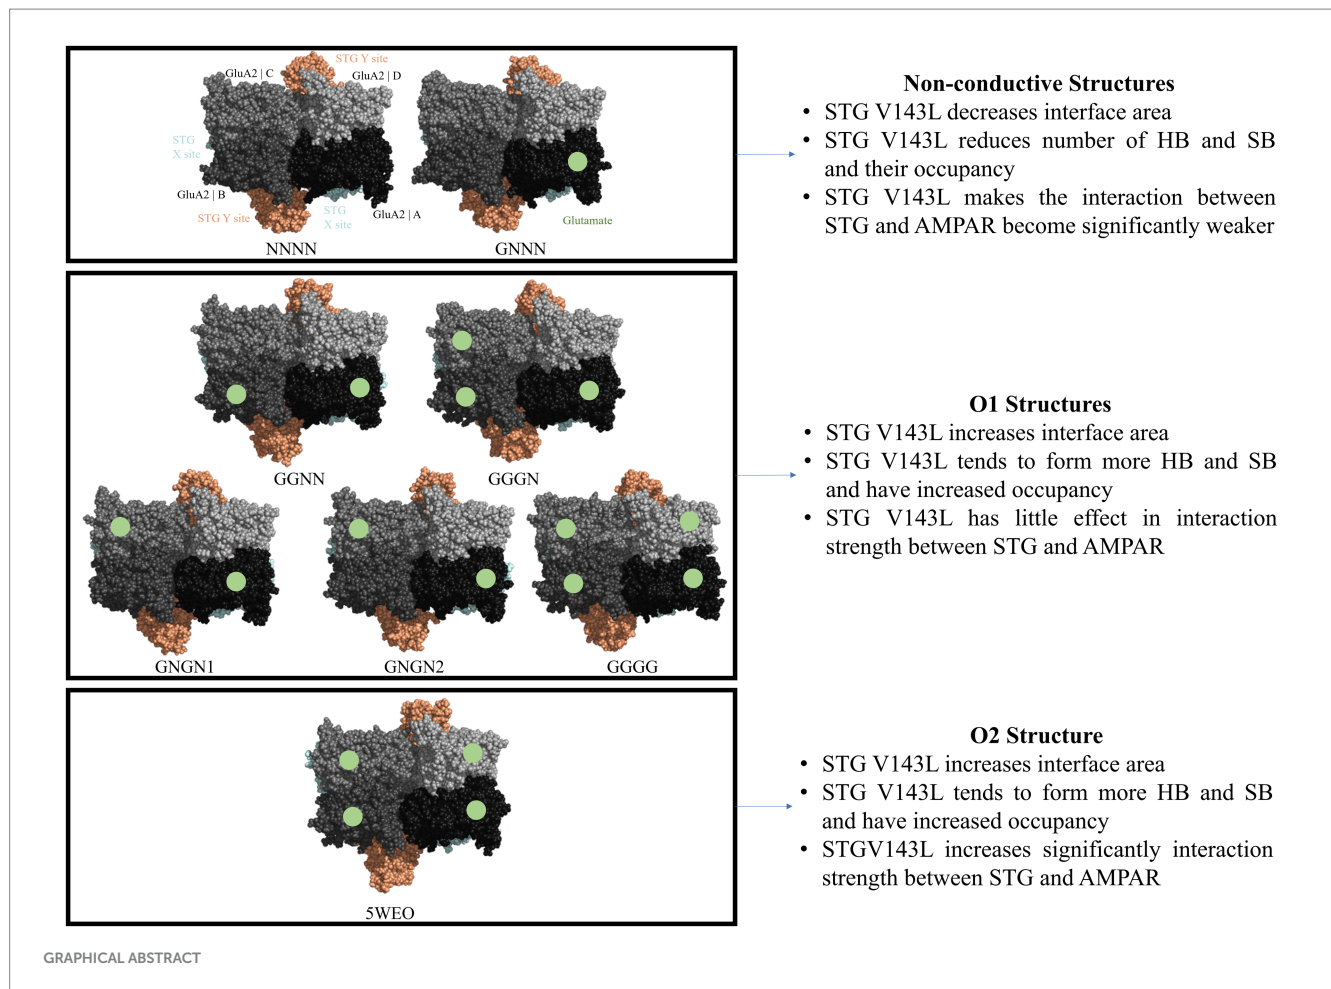 STG Y site
GluA2 | C
GluA2 | D
STG
X site
GluA2 | B
STG Y site
STG
X site
GluA2 | A
Glutamate
NNNN
GNNN
Non-conductive Structures
• STG V143L decreases interface area
• STG V143L reduces number of HB and SB
and their occupancy
• STG V143L makes the interaction between
STG and AMPAR become significantly weaker
GGNN
GGGN
GNGN1
GNGN2
GGGG
O1 Structures
• STG V143L increases interface area
• STG V143L tends to form more HB and SB
and have increased occupancy
• STG V143L has little effect in interaction
strength between STG and AMPAR
5WEO
O2 Structure
• STG V143L increases interface area
• STG V143L tends to form more HB and SB
and have increased occupancy
• STGV143L increases significantly interaction
strength between STG and AMPAR
GRAPHICAL ABSTRACT